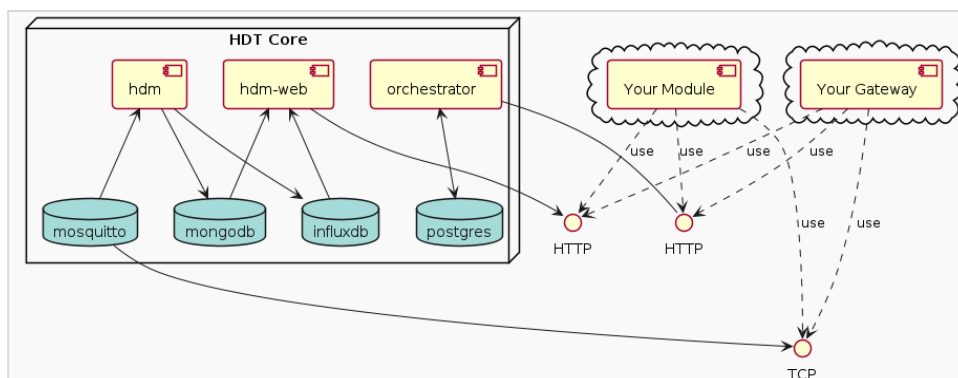 HDT Core
hdm
hdm-web
orchestrator
Your Module
Your Gateway
use
use
use
use
mosquitto
mongodb
influxdb
postgres
use
use
HTTP
HTTP
TCP